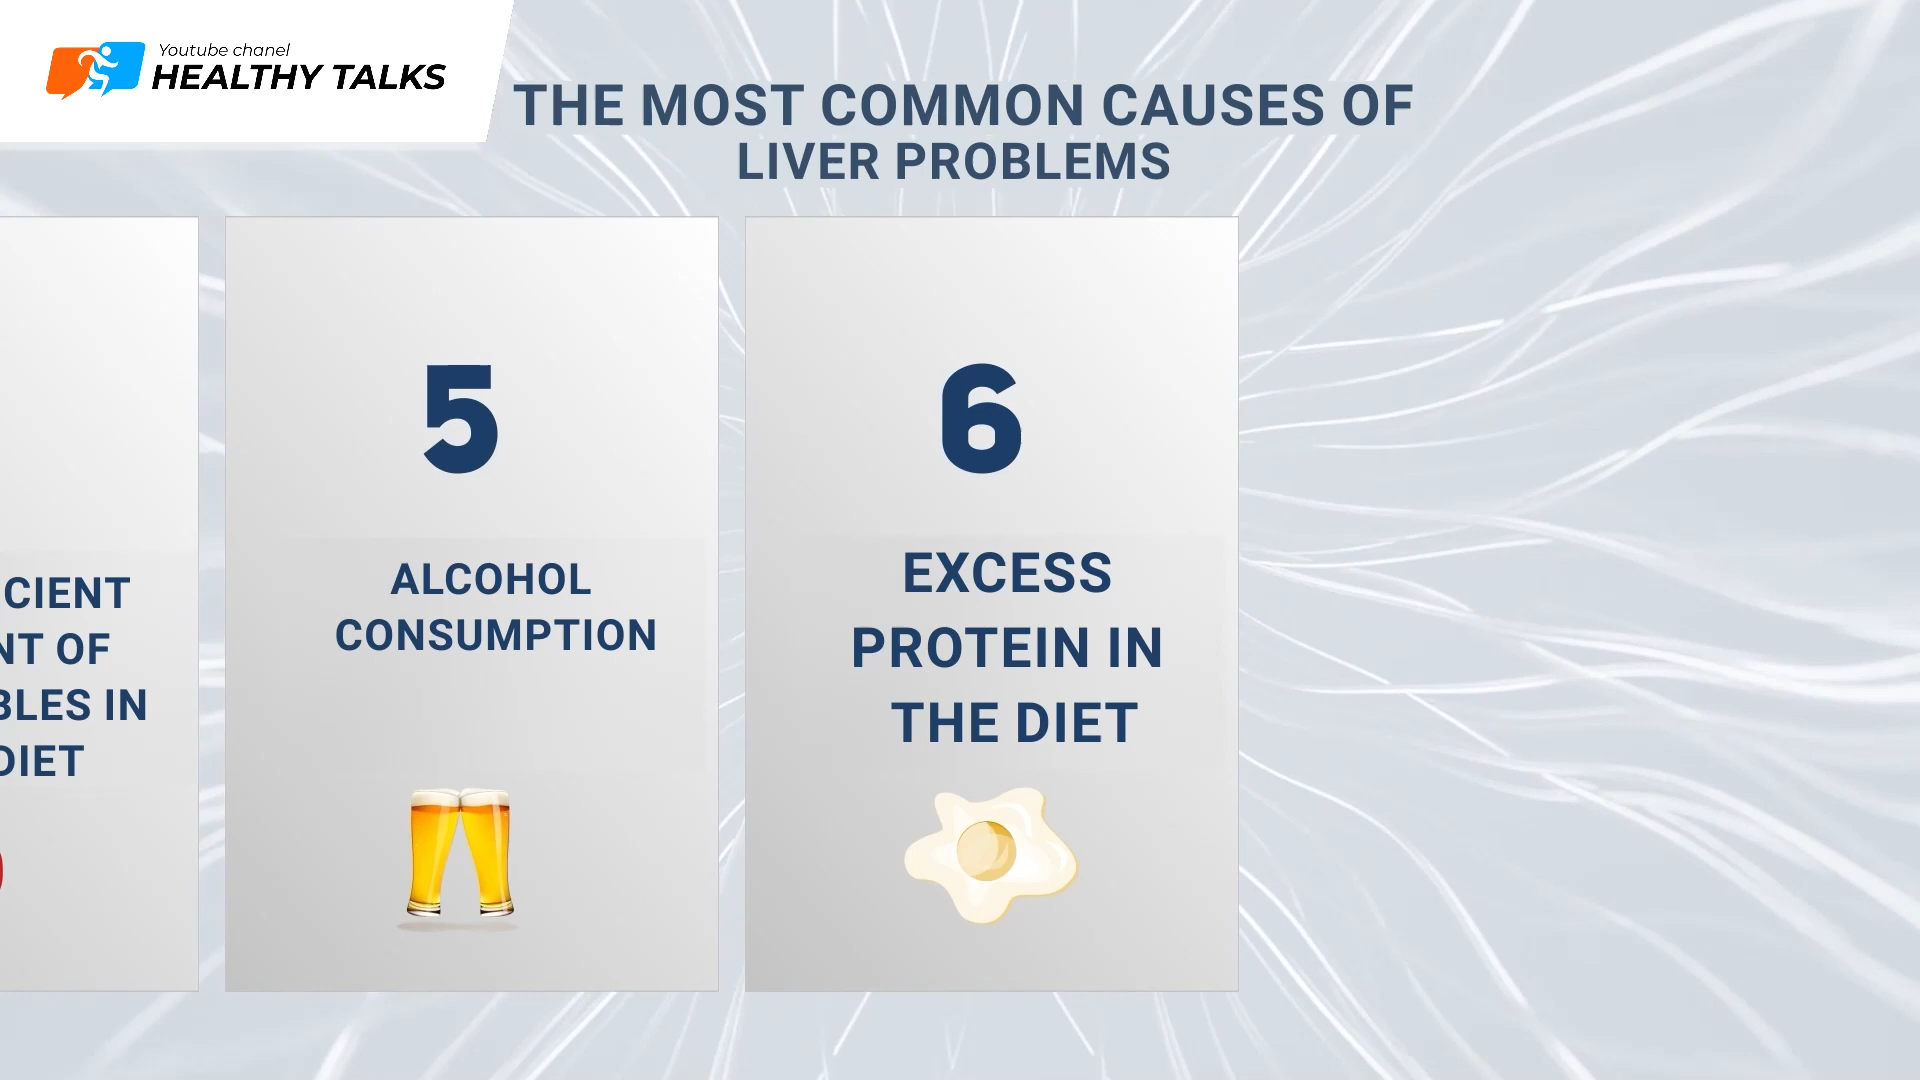 Youtube chanel
HEALTHY TALKS
THE MOST COMMON CAUSES OF
LIVER PROBLEMS
CIENT
NT OF
BLES IN
DIET
5
ALCOHOL
CONSUMPTION
6
EXCESS
PROTEIN IN
THE DIET